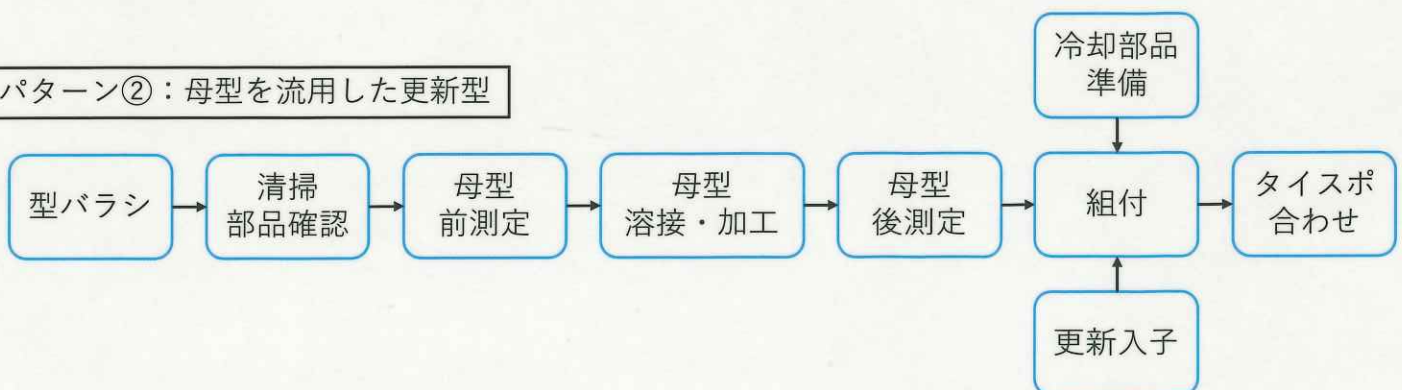 パターン②：母型を流用した更新型
冷却部品
準備
型バラシ
清掃
部品確認
母型
前測定
母型
溶接・加工
母型
後測定
組付
タイスポ
合わせ
更新入子